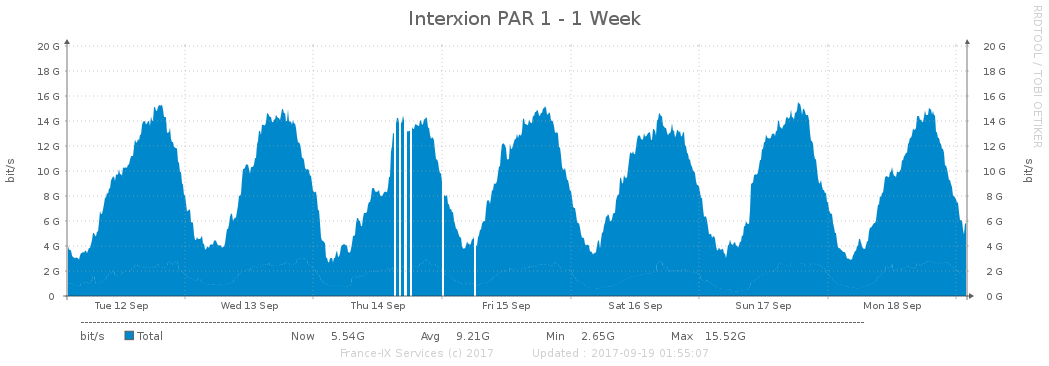 Interxion PAR 1 - 1 Week
RRDTOOL / TOBI OETIKER
bit/s
20 G 20 G
18 G 18 G
16 G 16 G
14 G 14 G
12 G 12 G
10 G 10 G
8 G 8 G
6 G 6 G
4 G 4 G
2 G 2 G
0 0 G
bit/s
Tue 12 Sep Wed 13 Sep Thu 14 Sep Fri 15 Sep Sat 16 Sep Sun 17 Sep Mon 18 Sep
bit/s Total Now 5.54G Avg 9.21G Min 2.65G Max 15.52G
France-IX Services (c) 2017 Updated : 2017-09-19 01:55:07